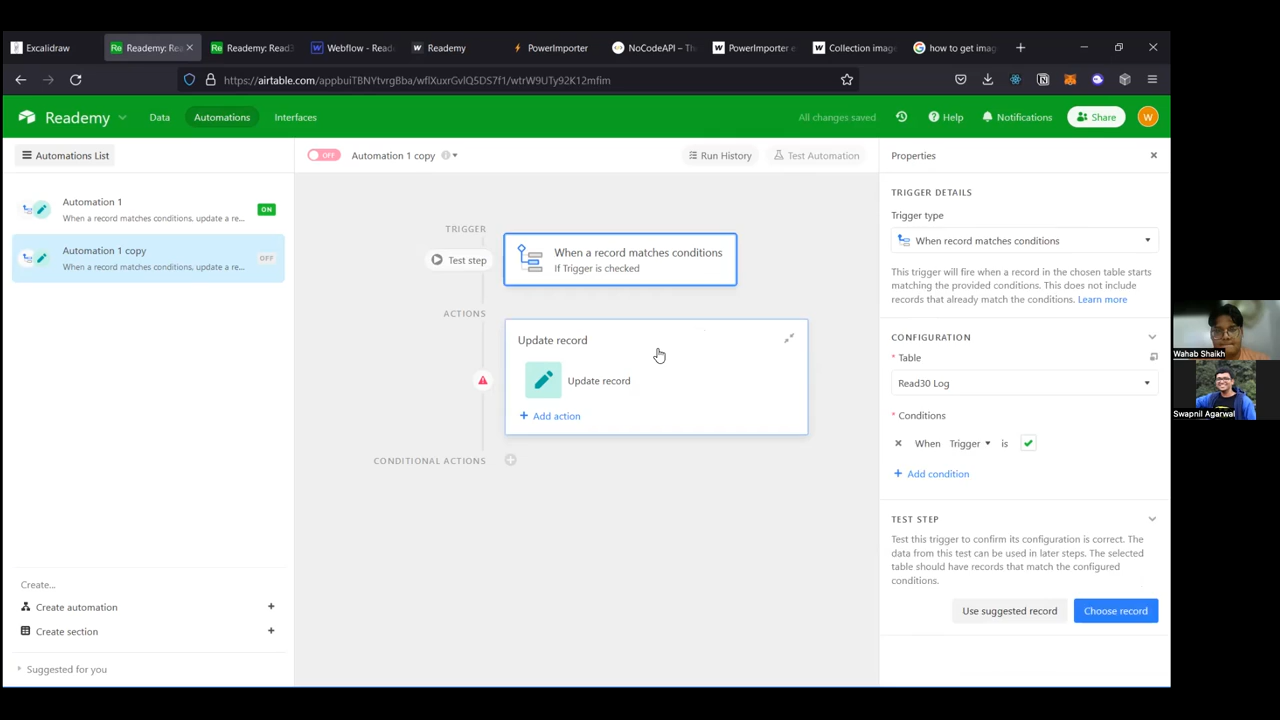 Excalidraw
Re Readmy: Re
Re Readmy: Read3
W Webflow - Read
W Readmy
PowerImporter
NoCodeAPI – Th
W PowerImporter e
W Collection imag
G how to get imag
https://airtable.com/appbuiTBNYtvrgBba/wflXuxrGvlQ5DS7f1/wtrW9UTy92K12mfim
Readmy
Data
Automations
Interfaces
All changes saved
Help
Notifications
Share
W
Automations List
OFF
Automation 1 copy
Run History
Test Automation
Properties
Automation 1
When a record matches conditions, update a re...
ON
Automation 1 copy
When a record matches conditions, update a re...
OFF
TRIGGER
Test step
When a record matches conditions
If Trigger is checked
ACTIONS
Update record
Update record
+ Add action
CONDITIONAL ACTIONS
TRIGGER DETAILS
Trigger type
When record matches conditions
This trigger will fire when a record in the chosen table starts
matching the provided conditions. This does not include
records that already match the conditions. Learn more
CONFIGURATION
* Table
Read30 Log
* Conditions
When Trigger is
+ Add condition
TEST STEP
Test this trigger to confirm its configuration is correct. The
data from this test can be used in later steps. The selected
table should have records that match the configured
conditions.
Use suggested record
Choose record
Create...
Create automation
Create section
Suggested for you
Wahab Shaikh
Swapnil Agarwal